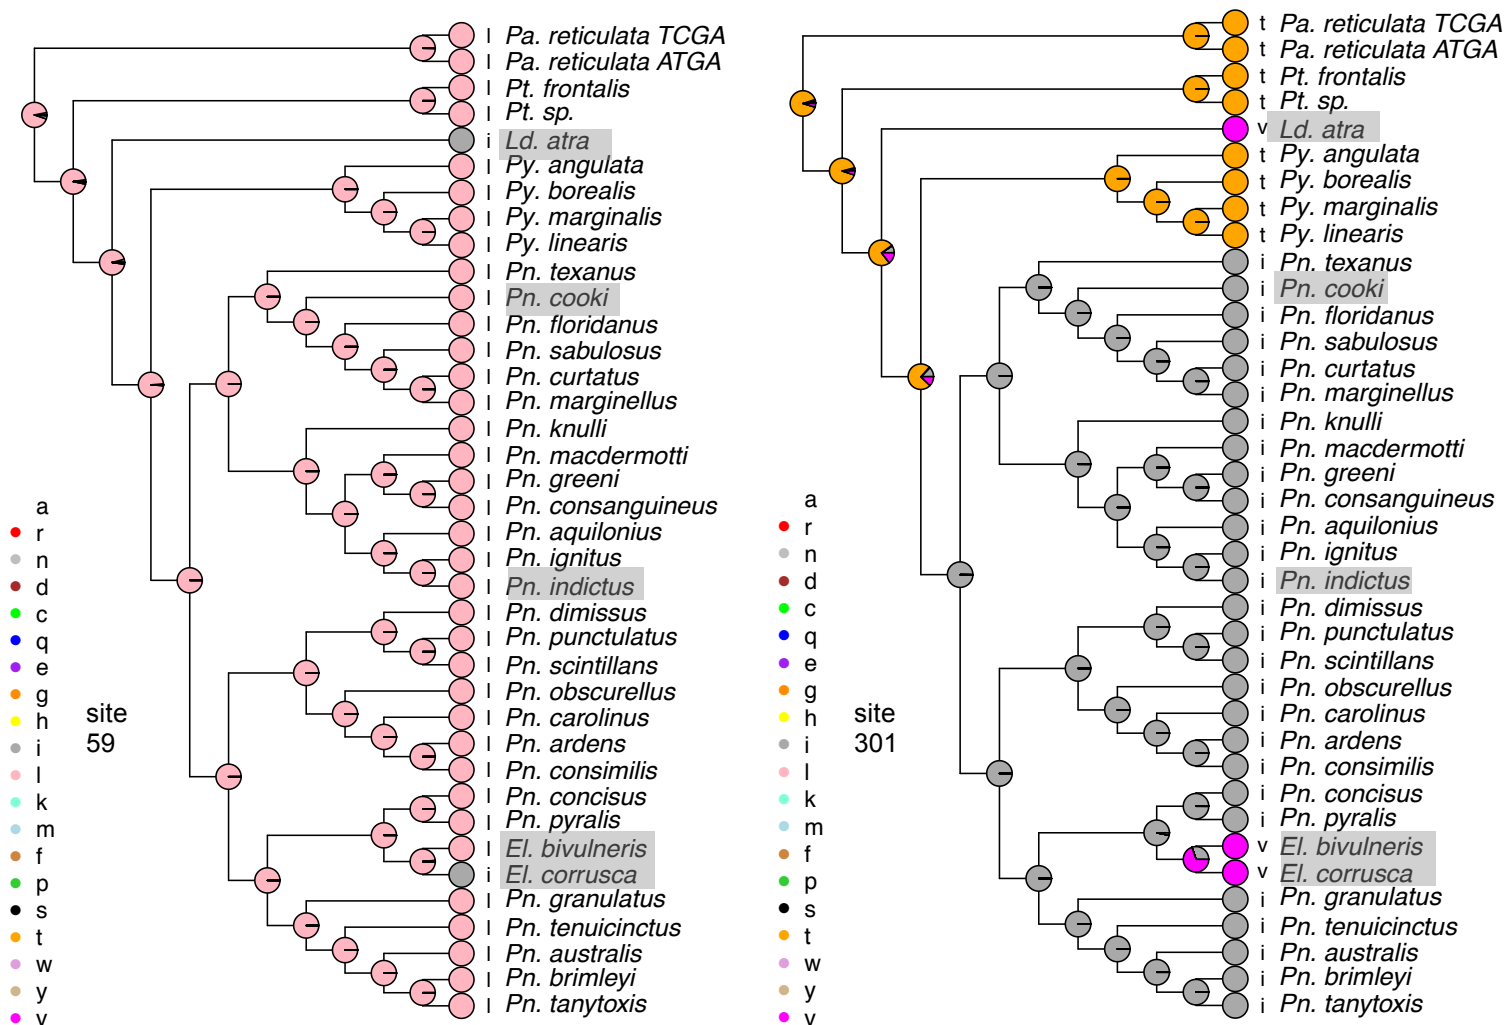 l Pa. reticulata TCGA
l Pa. reticulata ATGA
l Pt. frontalis
l Pt. sp.
i Ld. atra
l Py. angulata
l Py. borealis
l Py. marginalis
l Py. linearis
l Pn. texanus
l Pn. cooki
l Pn. floridanus
l Pn. sabulosus
l Pn. curtatus
l Pn. marginellus
l Pn. knulli
l Pn. macdermotti
l Pn. greeni
l Pn. consanguineus
l Pn. aquilonius
l Pn. ignitus
l Pn. indictus
l Pn. dimissus
l Pn. punctulatus
l Pn. scintillans
l Pn. obscurellus
l Pn. carolinus
l Pn. ardens
l Pn. consimilis
l Pn. concisus
l Pn. pyralis
l El. bivulneris
i El. corrusca
l Pn. granulatus
l Pn. tenuicinctus
l Pn. australis
l Pn. brimleyi
l Pn. tanytoxis
a
r
n
d
c
q
e
g
h
i
l
k
m
f
p
s
t
w
y
v
site
59
t Pa. reticulata TCGA
t Pa. reticulata ATGA
t Pt. frontalis
t Pt. sp.
v Ld. atra
t Py. angulata
t Py. borealis
t Py. marginalis
t Py. linearis
i Pn. texanus
i Pn. cooki
i Pn. floridanus
i Pn. sabulosus
i Pn. curtatus
i Pn. marginellus
i Pn. knulli
i Pn. macdermotti
i Pn. greeni
i Pn. consanguineus
i Pn. aquilonius
i Pn. ignitus
i Pn. indictus
i Pn. dimissus
i Pn. punctulatus
i Pn. scintillans
i Pn. obscurellus
i Pn. carolinus
i Pn. ardens
i Pn. consimilis
i Pn. concisus
i Pn. pyralis
v El. bivulneris
v El. corrusca
i Pn. granulatus
i Pn. tenuicinctus
i Pn. australis
i Pn. brimleyi
i Pn. tanytoxis
a
r
n
d
c
q
e
g
h
i
l
k
m
f
p
s
t
w
y
v
site
301